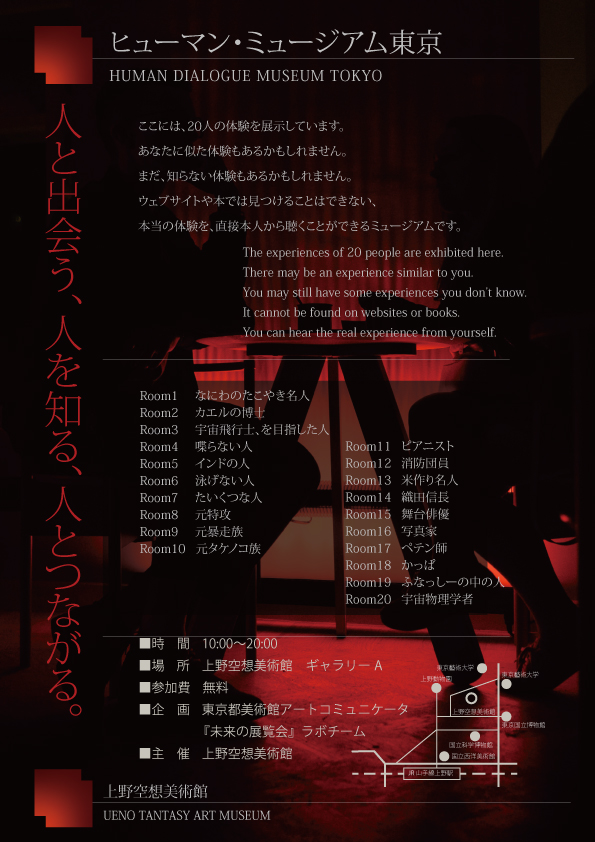 ヒューマン・ミュージアム東京
HUMAN DIALOGUE MUSEUM TOKYO
人と出会う、人を知る、人とつながる。
ここには、20人の体験を展示しています。
あなたに似た体験もあるかもしれません。
まだ、知らない体験もあるかもしれません。
ウェブサイトや本では見つけることはできない、
本当の体験を、直接本人から聴くことができるミュージアムです。
The experiences of 20 people are exhibited here.
There may be an experience similar to you.
You may still have some experiences you don't know.
It cannot be found on websites or books.
You can hear the real experience from yourself.
Room1 なにわのたこやき名人
Room2 カエルの博士
Room3 宇宙飛行士、を目指した人
Room4 喋らない人
Room5 インドの人
Room6 泳げない人
Room7 たいくつな人
Room8 元特攻
Room9 元暴走族
Room10 元タケノコ族
Room11 ピアニスト
Room12 消防団員
Room13 米作り名人
Room14 織田信長
Room15 舞台俳優
Room16 写真家
Room17 ペテン師
Room18 かっぱ
Room19 ふなっしーの中の人
Room20 宇宙物理学者
■時 間 10:00〜20:00
■場 所 上野空想美術館 ギャラリーA
■参加費 無料
■企 画 東京都美術館アートコミュニケータ
『未来の展覧会』ラボチーム
■主 催 上野空想美術館
東京藝術大学
東京藝術大学
上野動物園
上野空想美術館
東京国立博物館
国立科学博物館
国立西洋美術館
JR山手線上野駅
上野空想美術館
UENO TANTASY ART MUSEUM